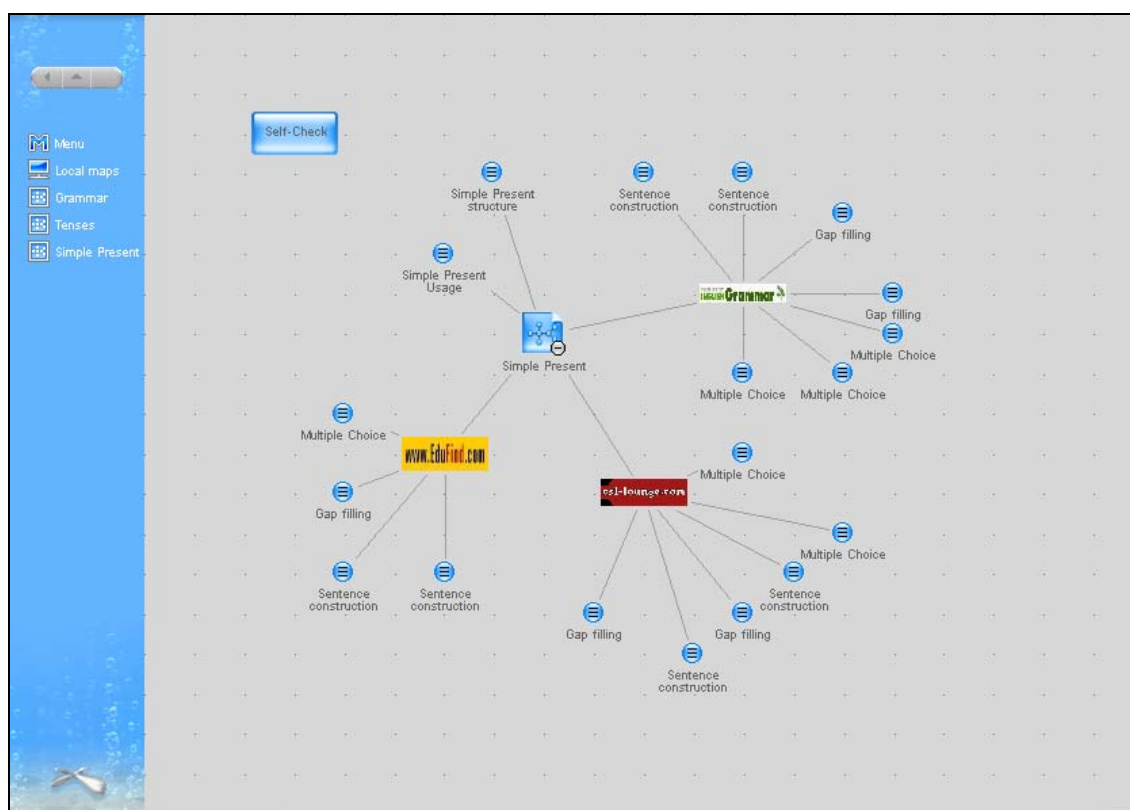 Self-Check
Menu
Local maps
Grammar
Tenses
Simple Present
Simple Present
structure
Sentence
construction
Sentence
construction
Gap filling
Simple Present
Usage
ENGLISH Grammar
Gap filling
Multiple Choice
Simple Present
Multiple Choice
Multiple Choice
Multiple Choice
www.EduFind.com
Multiple Choice
esl-lounge.com
Gap filling
Multiple Choice
Sentence
construction
Sentence
construction
Sentence
construction
Gap filling
Gap filling
Sentence
construction